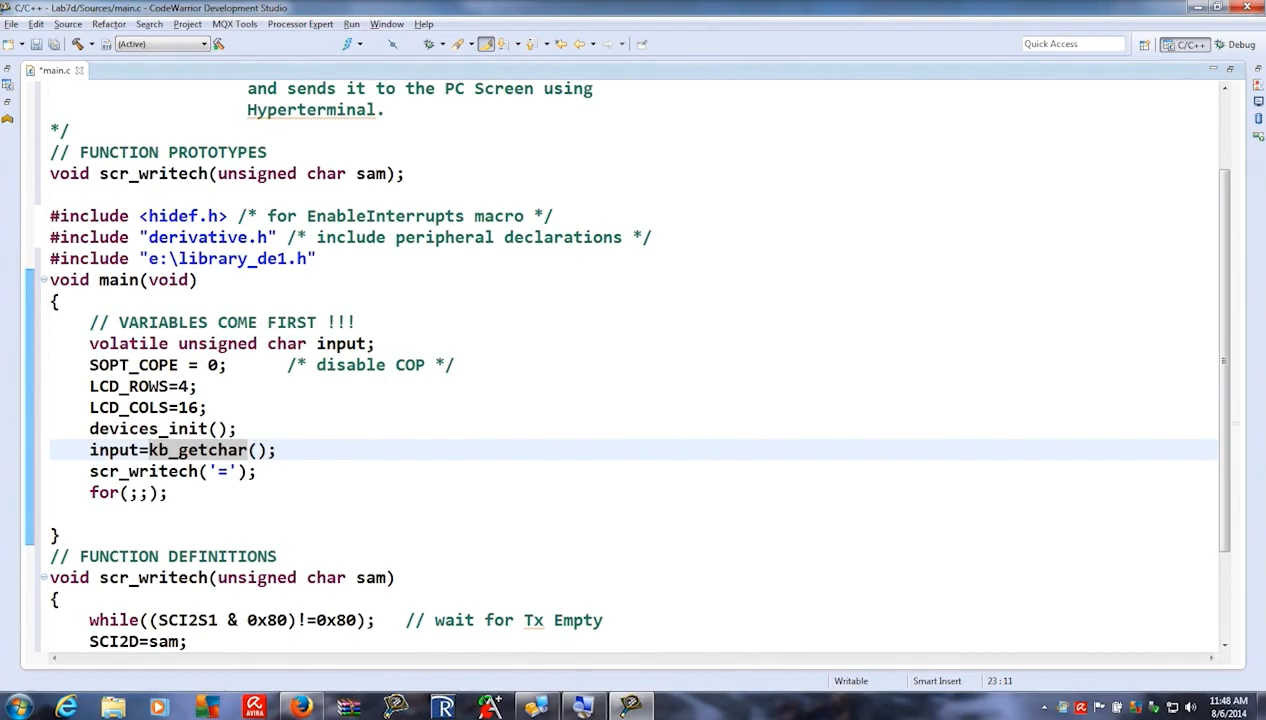 C/C++ - Lab7d/Sources/main.c - CodeWarrior Development Studio
File Edit Source Refactor Search Project MQX Tools Processor Expert Run Window Help
(Active) Quick Access C/C++ Debug
*main.c
and sends it to the PC Screen using
Hyperterminal.
*/
// FUNCTION PROTOTYPES
void scr_writech(unsigned char sam);
#include <hidef.h> /* for EnableInterrupts macro */
#include "derivative.h" /* include peripheral declarations */
#include "e:\library_de1.h"
void main(void)
{
// VARIABLES COME FIRST !!!
volatile unsigned char input;
SOPT_COPE = 0; /* disable COP */
LCD_ROWS=4;
LCD_COLS=16;
devices_init();
input=kb_getchar();
scr_writech('=');
for(;;);
}
// FUNCTION DEFINITIONS
void scr_writech(unsigned char sam)
{
while((SCI2S1 & 0x80)!=0x80); // wait for Tx Empty
SCI2D=sam;
Writable Smart Insert 23 : 11
AVIRA
11:48 AM
8/6/2014